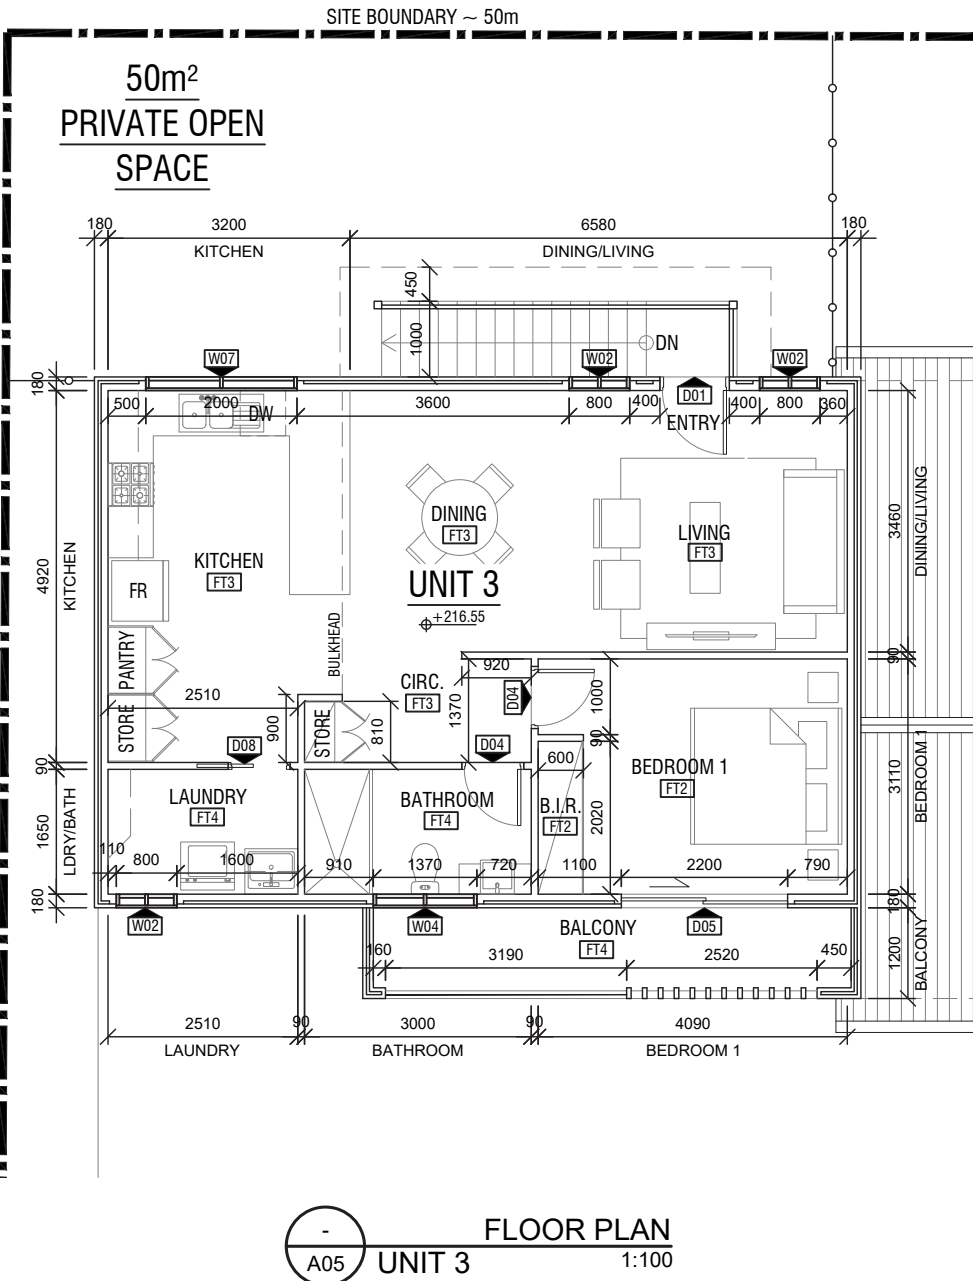 SITE BOUNDARY ~ 50m
50m²
PRIVATE OPEN
SPACE
180 3200 6580 180
KITCHEN DINING/LIVING
450
1000
DN
W07 W02 W02
180
500 2000 3600 800 400 D01 400 800 360
DW
ENTRY
3460
DINING/LIVING
DINING
FT3
LIVING
FT3
KITCHEN
FT3
4920
KITCHEN
FR
UNIT 3
+216.55
BULKHEAD
PANTRY
90
920
CIRC.
FT3
1370
D04
1000
2510
STORE
900
STORE
810
D08
D04
90
90
600
BEDROOM 1
FT2
3110
BEDROOM 1
LAUNDRY
FT4
BATHROOM
FT4
B.I.R.
FT2
2020
1650
LDRY/BATH
110
800 1600 910 1370 720 1100 2200 790
180
180
W02 W04 D05
BALCONY
FT4
160 3190 2520 450
1200
BALCONY
2510 90 3000 90 4090
LAUNDRY BATHROOM BEDROOM 1
-
A05
FLOOR PLAN
UNIT 3 1:100